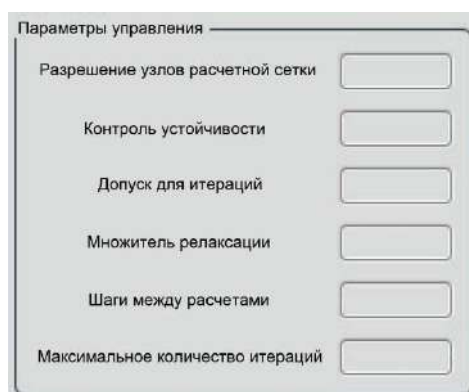 Параметры управления
Разрешение узлов расчетной сетки
Контроль устойчивости
Допуск для итераций
Множитель релаксации
Шаги между расчетами
Максимальное количество итераций